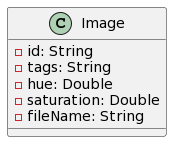 C Image
id: String
tags: String
hue: Double
saturation: Double
fileName: String